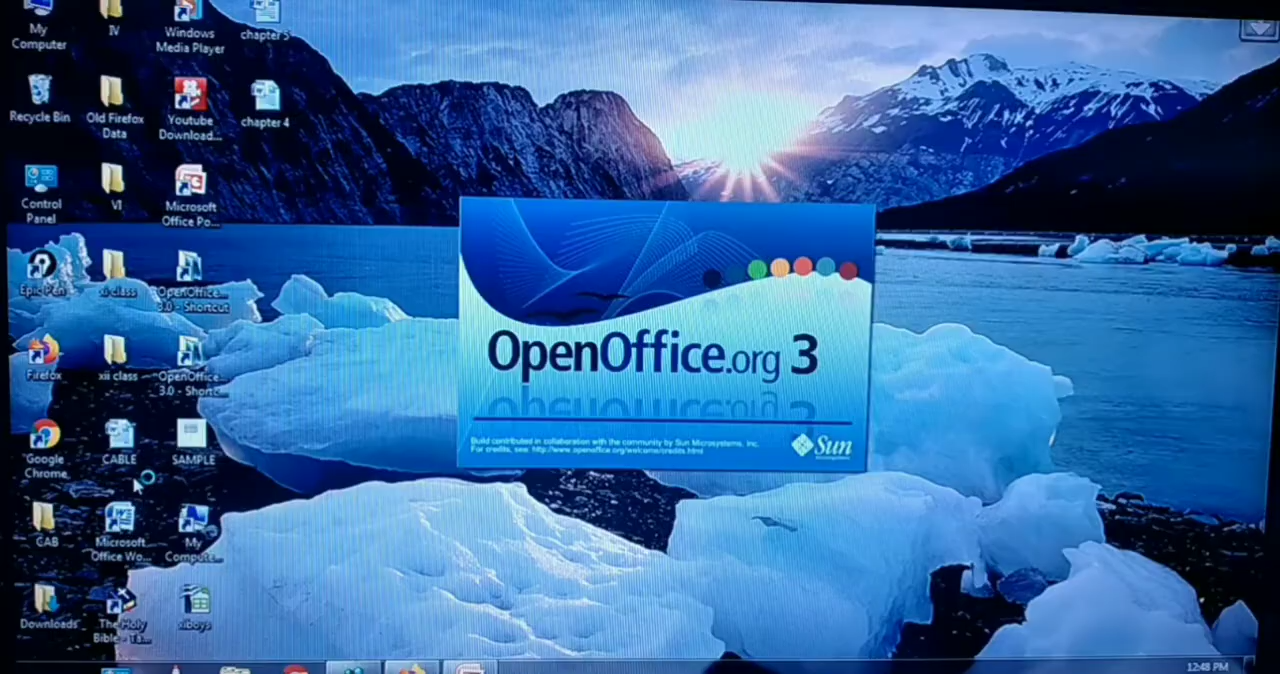 My
Computer
IV
Windows
Media Player
chapter 5
Recycle Bin
Old Firefox
Data
Youtube
Download...
chapter 4
Control
Panel
VI
Microsoft
Office Po...
Epic Pen
xi class
OpenOffice...
3.0 - Shortcut
Firefox
xii class
OpenOffice...
3.0 - Shortc...
Google
Chrome
CABLE
SAMPLE
CAB
Microsoft
Office Wo...
My
Compute...
Downloads
The Holy
Bible - Ta...
xiboys
OpenOffice.org 3
Build contributed in collaboration with the community by Sun Microsystems, Inc.
For credits, see: http://www.openoffice.org/welcome/credits.html
Sun
microsystems
12:48 PM